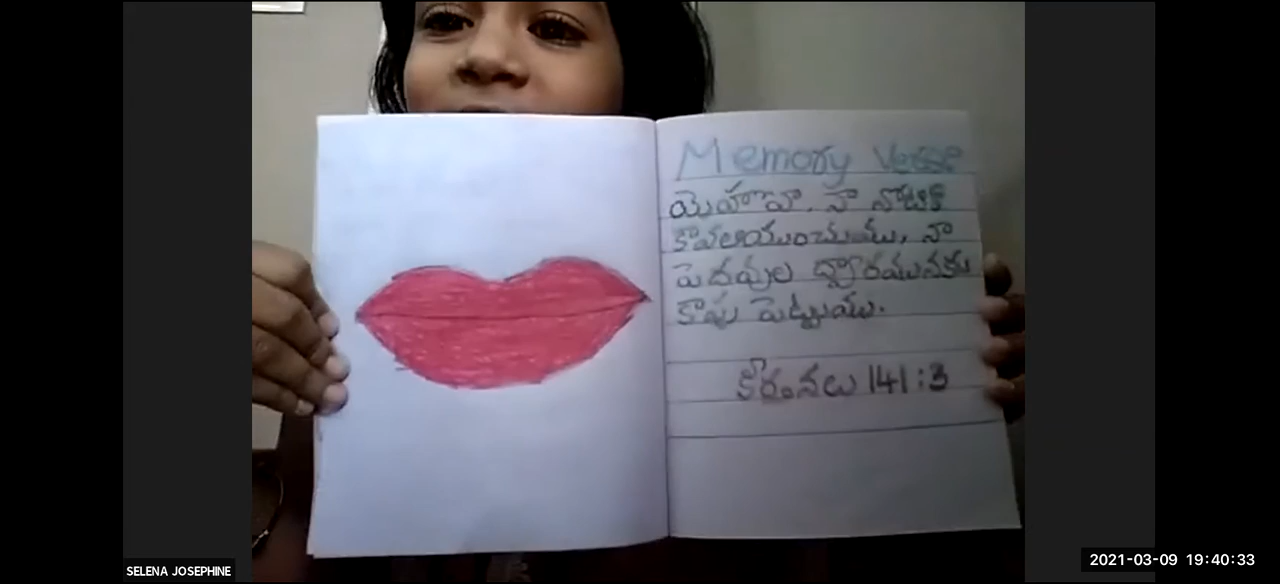 Memory Verse
యెహోవా, నా నోటికి
కావలియుంచుము, నా
పెదవుల ద్వారమునకు
కాపు పెట్టుము.
కీర్తనలు 141:3
SELENA JOSEPHINE
2021-03-09 19:40:33